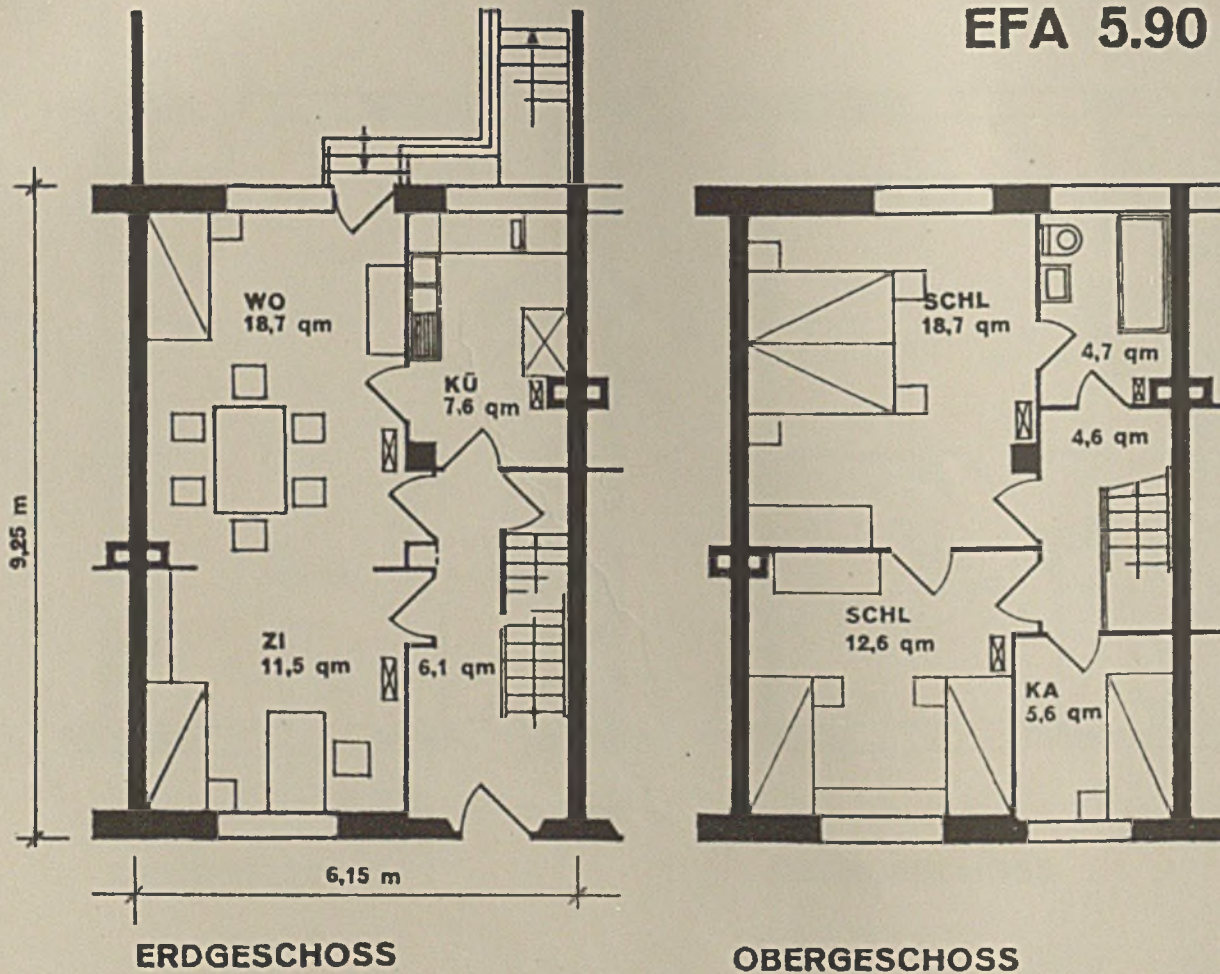 EFA 5.90
WO
18,7 qm
KÜ
7,6 qm
ZI
11,5 qm
6,1 qm
9,25 m
6,15 m
ERDGESCHOSS
SCHL
18,7 qm
4,7 qm
4,6 qm
SCHL
12,6 qm
KA
5,6 qm
OBERGESCHOSS